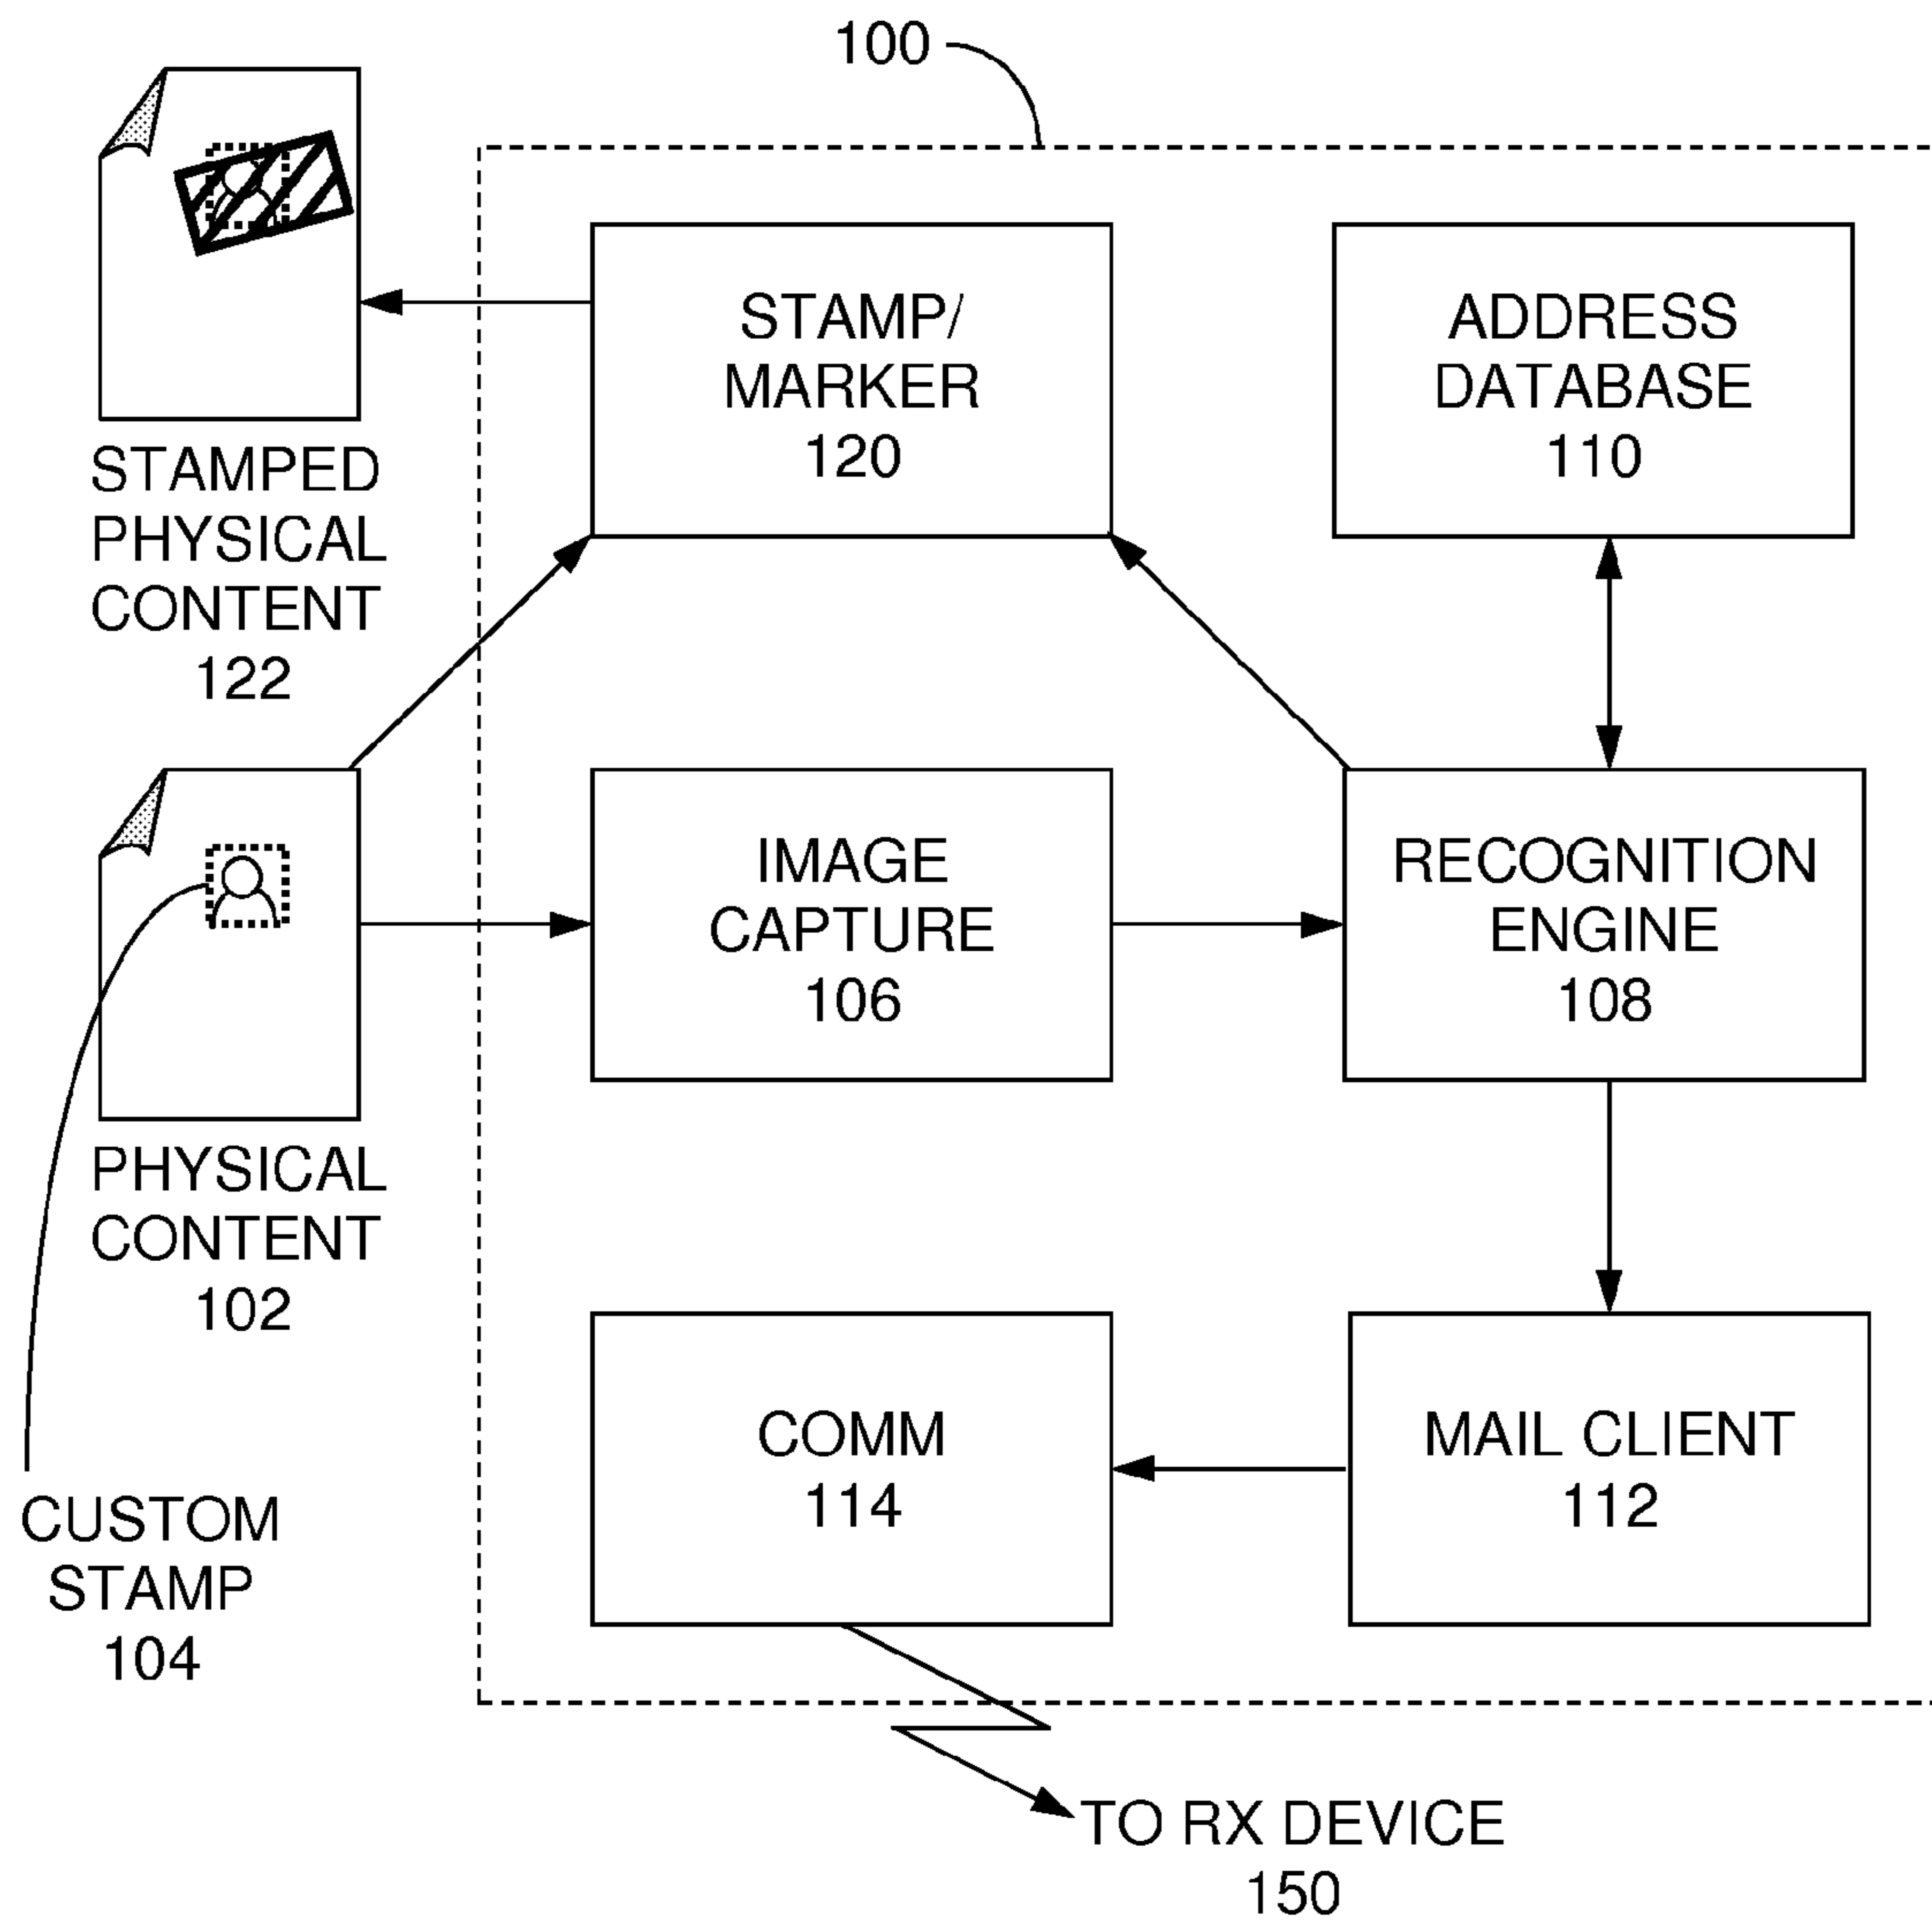 100
STAMP/
MARKER
120
ADDRESS
DATABASE
110
STAMPED
PHYSICAL
CONTENT
122
IMAGE
CAPTURE
106
RECOGNITION
ENGINE
108
PHYSICAL
CONTENT
102
COMM
114
MAIL CLIENT
112
CUSTOM
STAMP
104
TO RX DEVICE
150